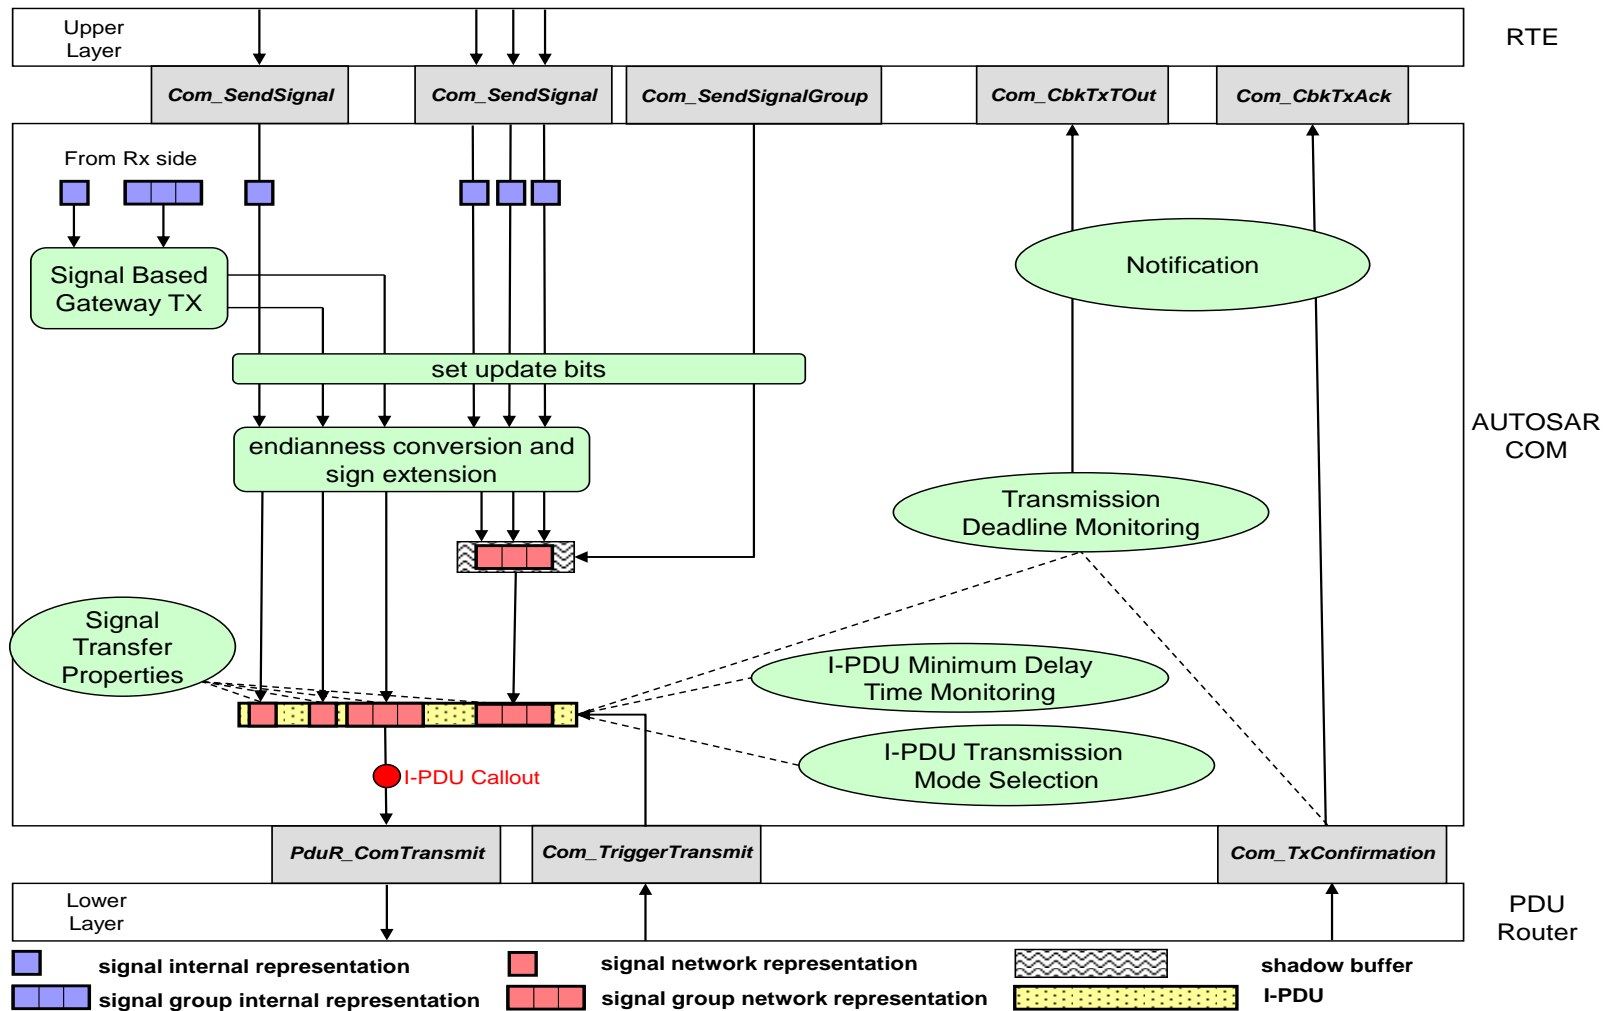 Upper
Layer
RTE
Com_SendSignal
Com_SendSignal
Com_SendSignalGroup
Com_CbkTxTOut
Com_CbkTxAck
From Rx side
Signal Based
Gateway TX
Notification
set update bits
endianness conversion and
sign extension
AUTOSAR
COM
Transmission
Deadline Monitoring
Signal
Transfer
Properties
I-PDU Minimum Delay
Time Monitoring
I-PDU Transmission
Mode Selection
I-PDU Callout
PduR_ComTransmit
Com_TriggerTransmit
Com_TxConfirmation
Lower
Layer
PDU
Router
signal internal representation
signal network representation
shadow buffer
signal group internal representation
signal group network representation
I-PDU